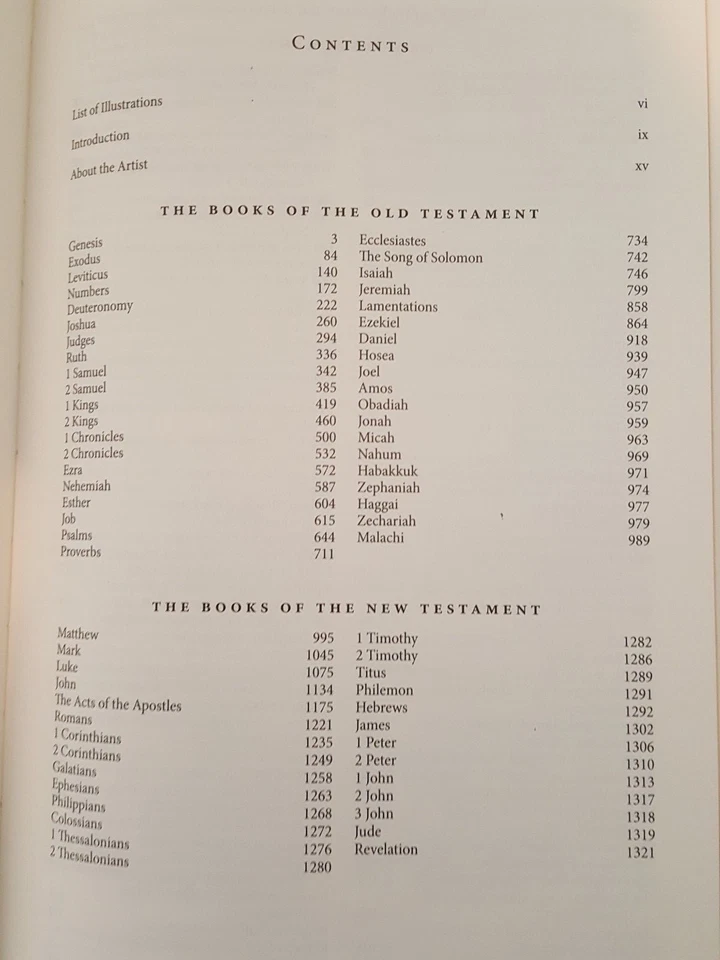 CONTENTS
List of Illustrations vi
Introduction ix
About the Artist xv
THE BOOKS OF THE OLD TESTAMENT
Genesis 3
Exodus 84
Leviticus 140
Numbers 172
Deuteronomy 222
Joshua 260
Judges 294
Ruth 336
1 Samuel 342
2 Samuel 385
1 Kings 419
2 Kings 460
1 Chronicles 500
2 Chronicles 532
Ezra 572
Nehemiah 587
Esther 604
Job 615
Psalms 644
Proverbs 711
Ecclesiastes 734
The Song of Solomon 742
Isaiah 746
Jeremiah 799
Lamentations 858
Ezekiel 864
Daniel 918
Hosea 939
Joel 947
Amos 950
Obadiah 957
Jonah 959
Micah 963
Nahum 969
Habakkuk 971
Zephaniah 974
Haggai 977
Zechariah 979
Malachi 989
THE BOOKS OF THE NEW TESTAMENT
Matthew 995
Mark 1045
Luke 1075
John 1134
The Acts of the Apostles 1175
Romans 1221
1 Corinthians 1235
2 Corinthians 1249
Galatians 1258
Ephesians 1263
Philippians 1268
Colossians 1272
1 Thessalonians 1276
2 Thessalonians 1280
1 Timothy 1282
2 Timothy 1286
Titus 1289
Philemon 1291
Hebrews 1292
James 1302
1 Peter 1306
2 Peter 1310
1 John 1313
2 John 1317
3 John 1318
Jude 1319
Revelation 1321